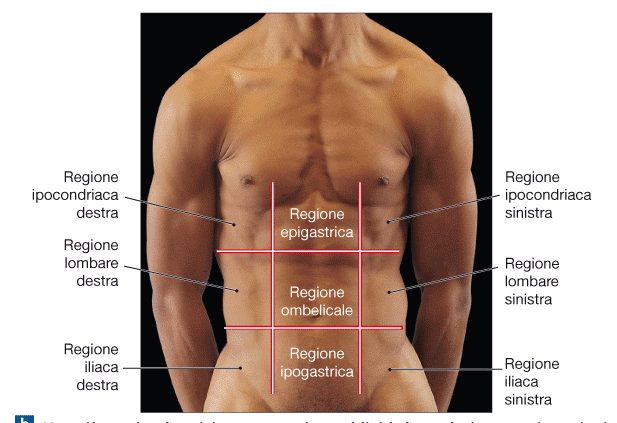 Regione
ipocondriaca
destra
Regione
epigastrica
Regione
ipocondriaca
sinistra
Regione
lombare
destra
Regione
ombelicale
Regione
lombare
sinistra
Regione
iliaca
destra
Regione
ipogastrica
Regione
iliaca
sinistra
b